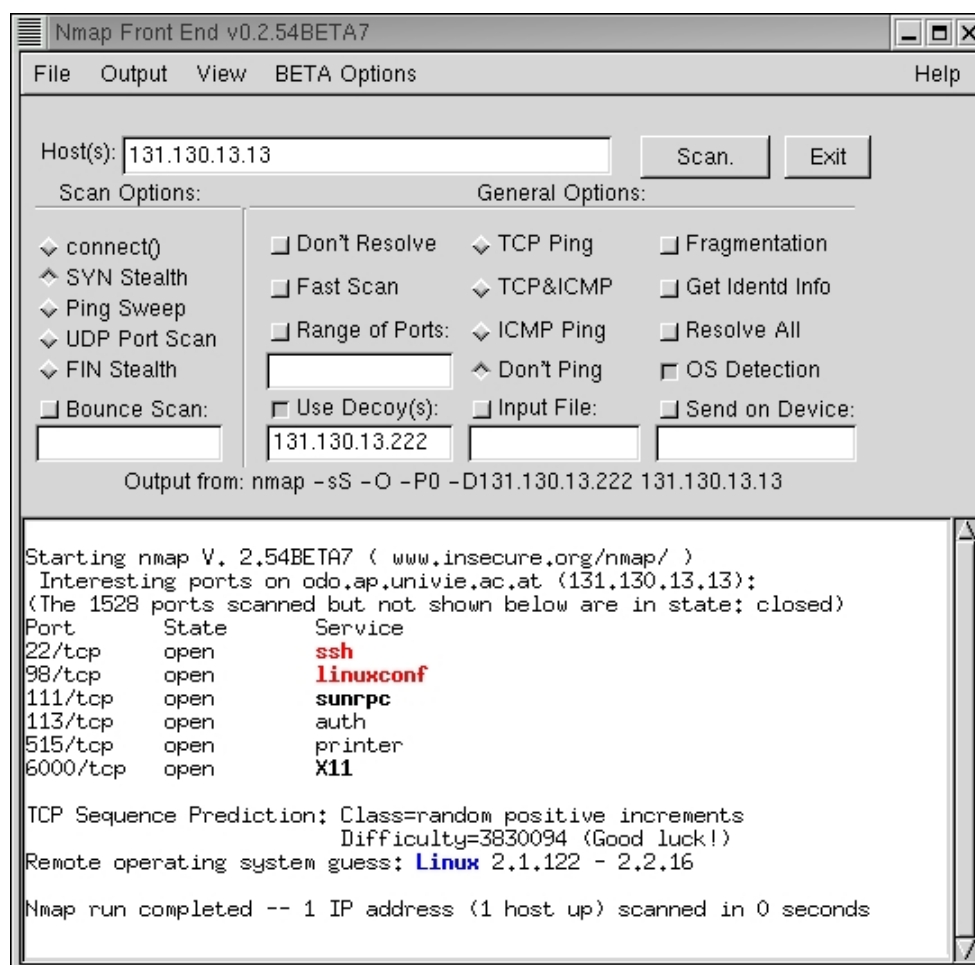 Nmap Front End v0.2.54BETA7
File Output View BETA Options Help
Host(s): 131.130.13.13 Scan. Exit
Scan Options: General Options:
connect() Don't Resolve TCP Ping Fragmentation
SYN Stealth Fast Scan TCP&ICMP Get Identd Info
Ping Sweep Range of Ports: ICMP Ping Resolve All
UDP Port Scan
FIN Stealth Don't Ping OS Detection
Bounce Scan: Use Decoy(s): Input File: Send on Device:
131.130.13.222
Output from: nmap -sS -O -P0 -D131.130.13.222 131.130.13.13
Starting nmap V. 2.54BETA7 ( www.insecure.org/nmap/ )
Interesting ports on odo.ap.univie.ac.at (131.130.13.13):
(The 1528 ports scanned but not shown below are in state: closed)
Port State Service
22/tcp open ssh
98/tcp open linuxconf
111/tcp open sunrpc
113/tcp open auth
515/tcp open printer
6000/tcp open X11
TCP Sequence Prediction: Class=random positive increments
Difficulty=3830094 (Good luck!)
Remote operating system guess: Linux 2.1.122 - 2.2.16
Nmap run completed -- 1 IP address (1 host up) scanned in 0 seconds